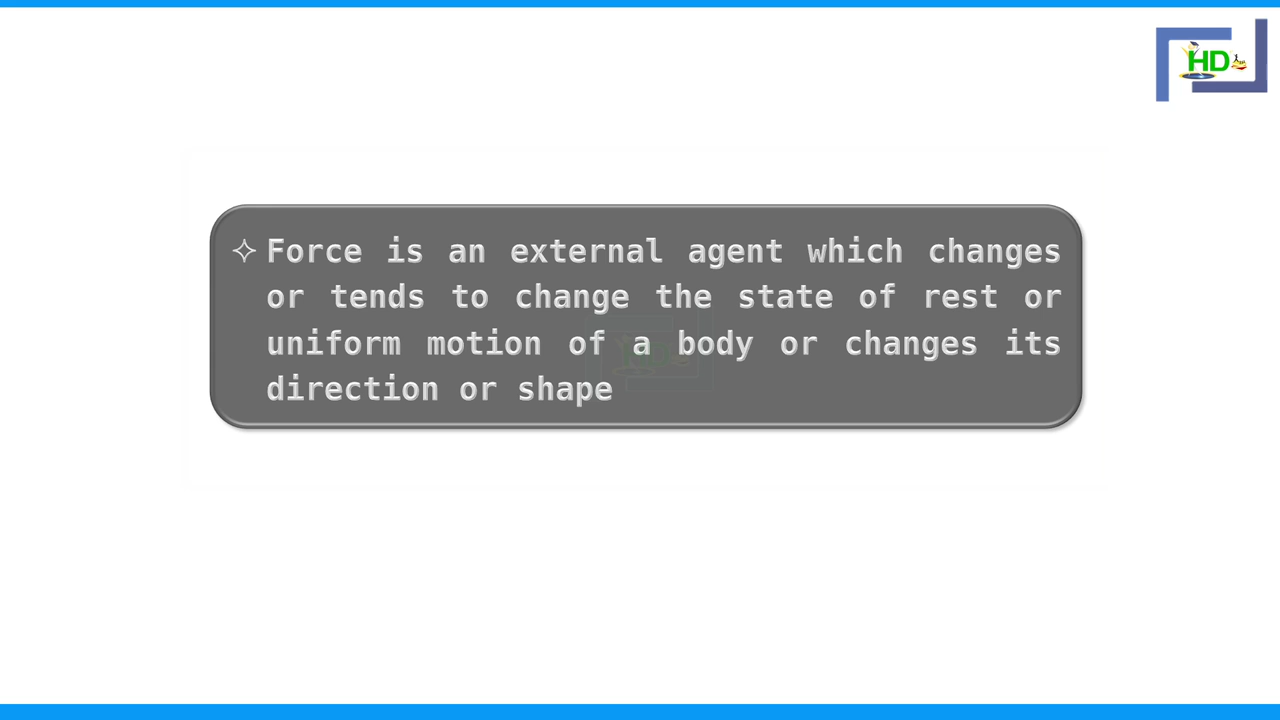 HD
✧ Force is an external agent which changes
or tends to change the state of rest or
uniform motion of a body or changes its
direction or shape